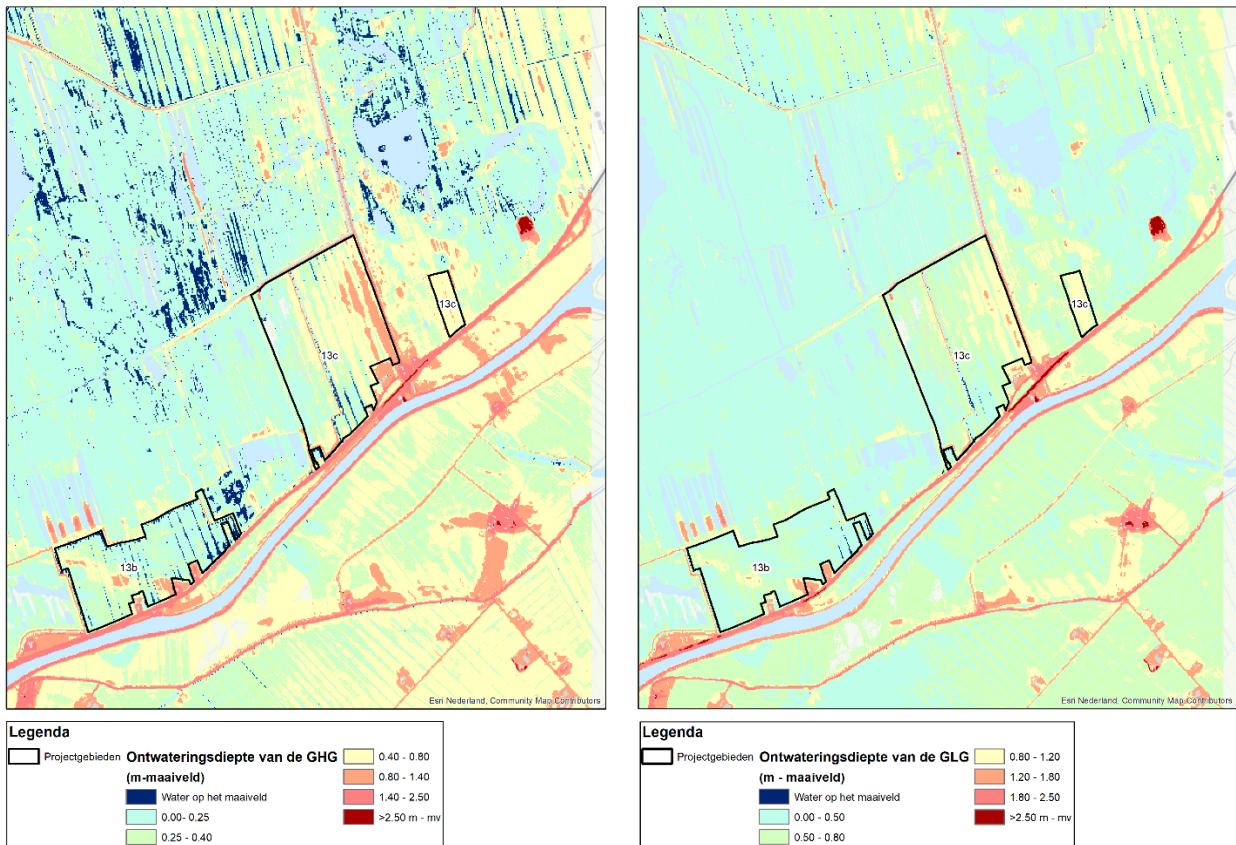 13c
13c
13b
Esri Nederland, Community Map Contributors
Legenda
Projectgebieden
Ontwateringsdiepte van de GHG
(m-maaiveld)
Water op het maaiveld
0.00- 0.25
0.25 - 0.40
0.40 - 0.80
0.80 - 1.40
1.40 - 2.50
>2.50 m - mv
13c
13c
13b
Esri Nederland, Community Map Contributors
Legenda
Projectgebieden
Ontwateringsdiepte van de GLG
(m - maaiveld)
Water op het maaiveld
0.00 - 0.50
0.50 - 0.80
0.80 - 1.20
1.20 - 1.80
1.80 - 2.50
>2.50 m - mv